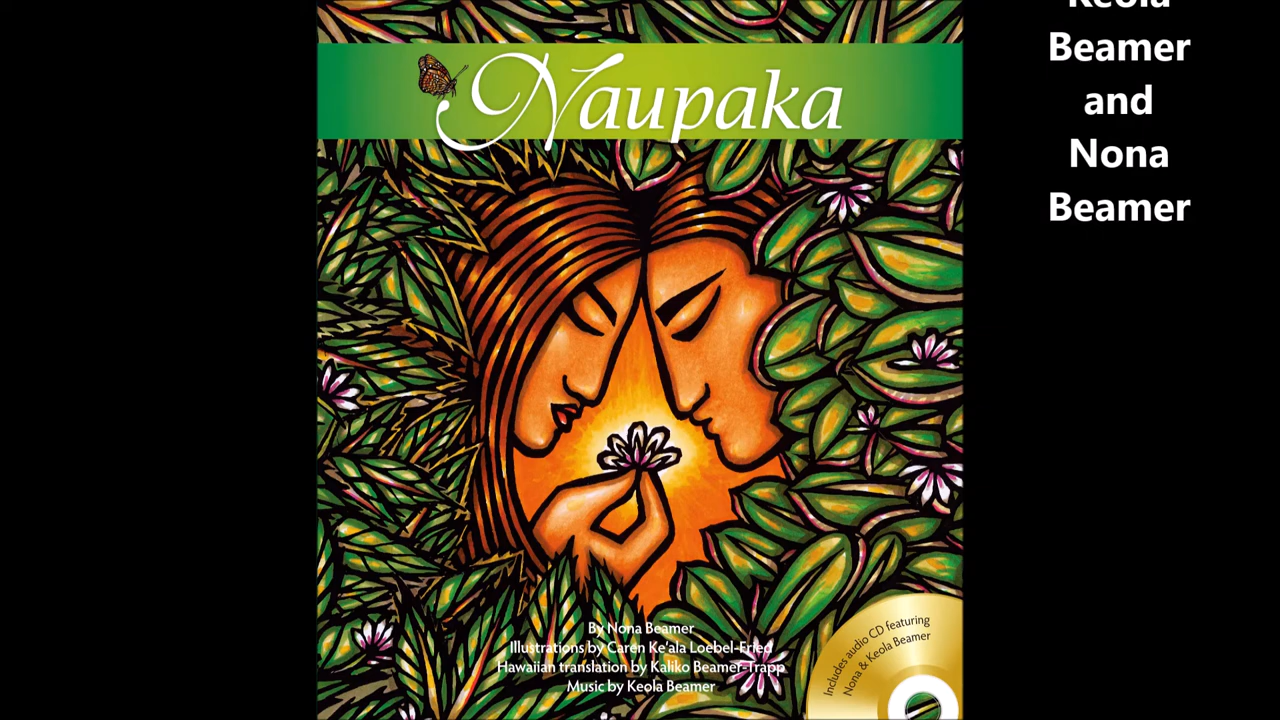 Naupaka
By Nona Beamer
Illustrations by Caren Ke'ala Loebel-Fried
Hawaiian translation by Kaliko Beamer-Trapp
Music by Keola Beamer
Includes audio CD featuring
Nona & Keola Beamer
Keola
Beamer
and
Nona
Beamer